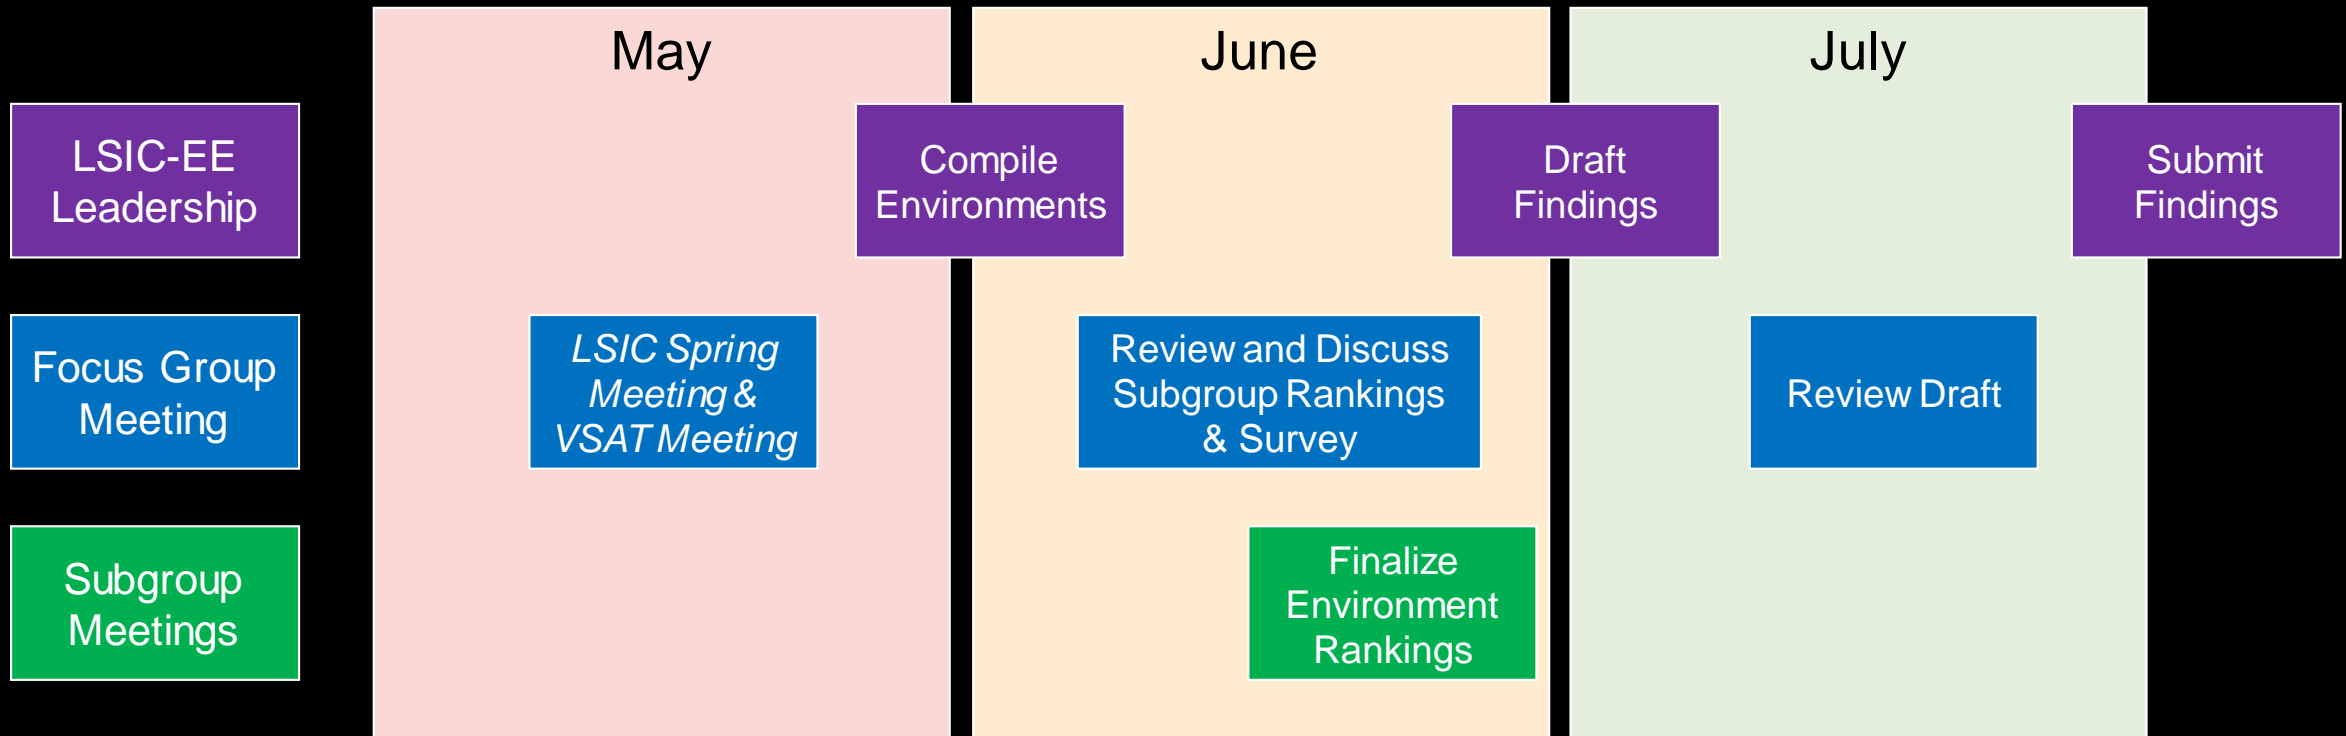 May
June
July
LSIC-EE
Leadership
Compile
Environments
Draft
Findings
Submit
Findings
Focus Group
Meeting
LSIC Spring
Meeting &
VSAT Meeting
Review and Discuss
Subgroup Rankings
& Survey
Review Draft
Subgroup
Meetings
Finalize
Environment
Rankings